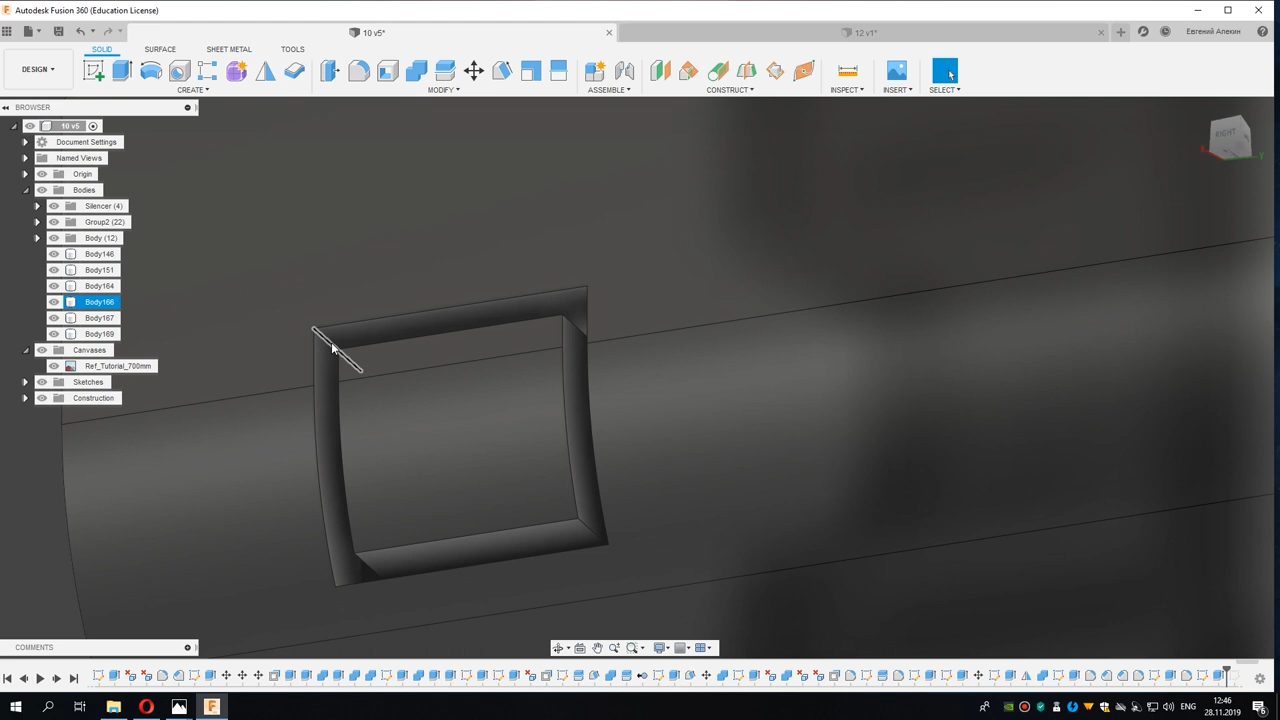 Autodesk Fusion 360 (Education License)
10 v5*
12 v1*
Евгений Апекин
SOLID
SURFACE
SHEET METAL
TOOLS
DESIGN
CREATE
MODIFY
ASSEMBLE
CONSTRUCT
INSPECT
INSERT
SELECT
BROWSER
10 v5
Document Settings
Named Views
Origin
Bodies
Silencer (4)
Group2 (22)
Body (12)
Body146
Body151
Body164
Body166
Body167
Body169
Canvases
Ref_Tutorial_700mm
Sketches
Construction
RIGHT
X
Y
COMMENTS
ENG
12:46
28.11.2019
6